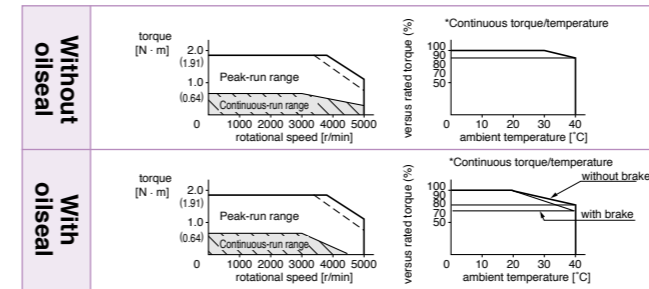 Without
oilseal
torque
[N · m]
2.0
(1.91)
1.0
(0.64)
Peak-run range
Continuous-run range
0 1000 2000 3000 4000 5000
rotational speed [r/min]
*Continuous torque/temperature
versus rated torque (%)
100
90
80
70
50
0 10 20 30 40
ambient temperature [˚C]
With
oilseal
torque
[N · m]
2.0
(1.91)
1.0
(0.64)
Peak-run range
Continuous-run range
0 1000 2000 3000 4000 5000
rotational speed [r/min]
*Continuous torque/temperature
without brake
versus rated torque (%)
100
90
80
70
50
with brake
0 10 20 30 40
ambient temperature [˚C]